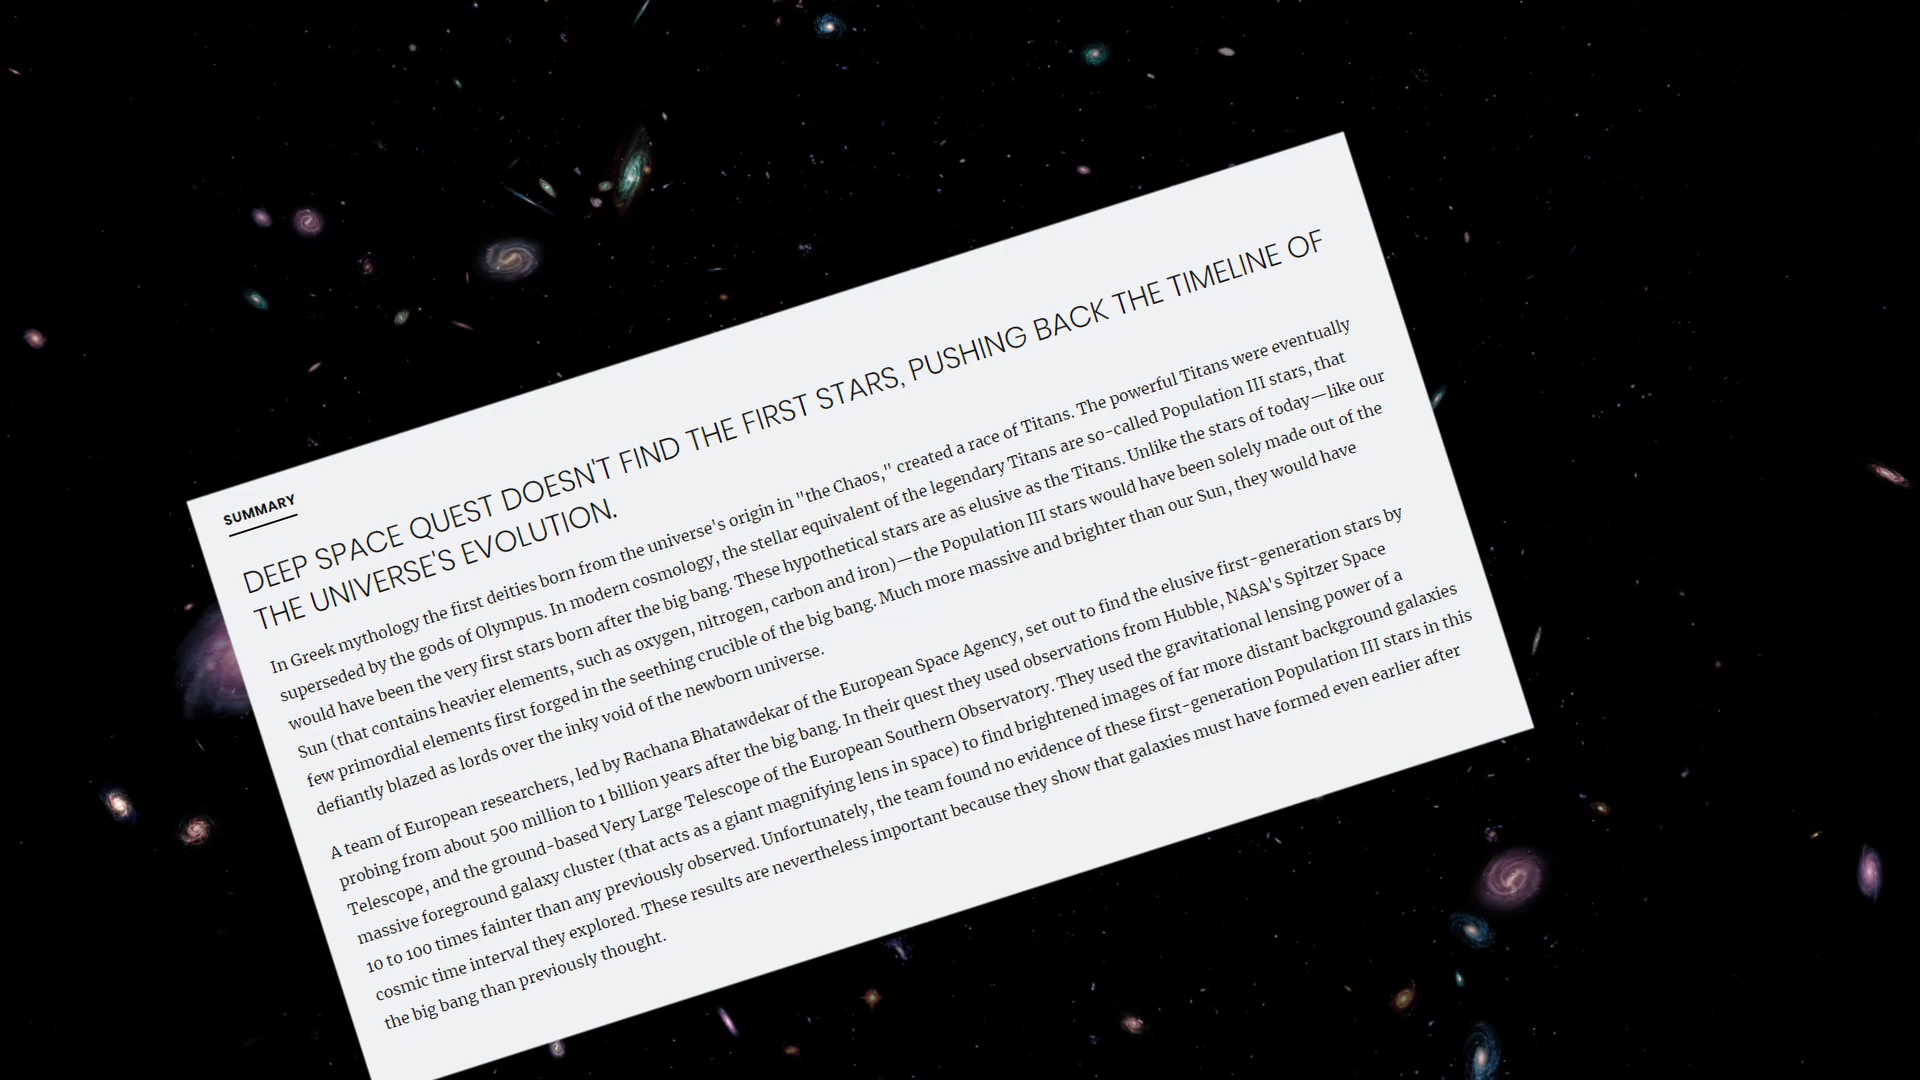 SUMMARY
DEEP SPACE QUEST DOESN'T FIND THE FIRST STARS, PUSHING BACK THE TIMELINE OF
THE UNIVERSE'S EVOLUTION.
In Greek mythology the first deities born from the universe's origin in "the Chaos," created a race of Titans. The powerful Titans were eventually
superseded by the gods of Olympus. In modern cosmology, the stellar equivalent of the legendary Titans are so-called Population III stars, that
would have been the very first stars born after the big bang. These hypothetical stars are as elusive as the Titans. Unlike the stars of today—like our
Sun (that contains heavier elements, such as oxygen, nitrogen, carbon and iron)—the Population III stars would have been solely made out of the
few primordial elements first forged in the seething crucible of the big bang. Much more massive and brighter than our Sun, they would have
defiantly blazed as lords over the inky void of the newborn universe.
A team of European researchers, led by Rachana Bhatawdekar of the European Space Agency, set out to find the elusive first-generation stars by
probing from about 500 million to 1 billion years after the big bang. In their quest they used observations from Hubble, NASA's Spitzer Space
Telescope, and the ground-based Very Large Telescope of the European Southern Observatory. They used the gravitational lensing power of a
massive foreground galaxy cluster (that acts as a giant magnifying lens in space) to find brightened images of far more distant background galaxies
10 to 100 times fainter than any previously observed. Unfortunately, the team found no evidence of these first-generation Population III stars in this
cosmic time interval they explored. These results are nevertheless important because they show that galaxies must have formed even earlier after
the big bang than previously thought.